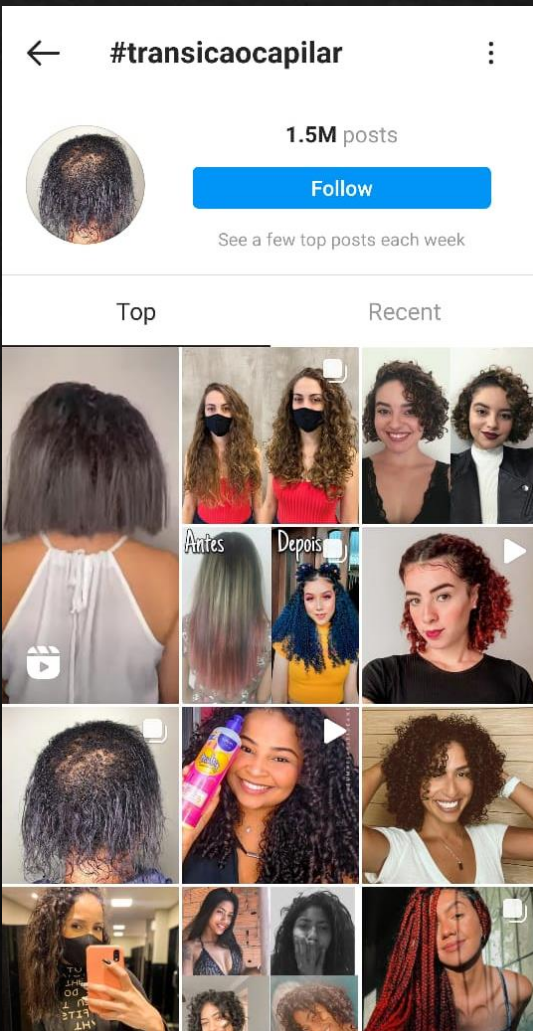 #transicaocapilar
1.5M posts
Follow
See a few top posts each week
Top Recent
Antes Depois